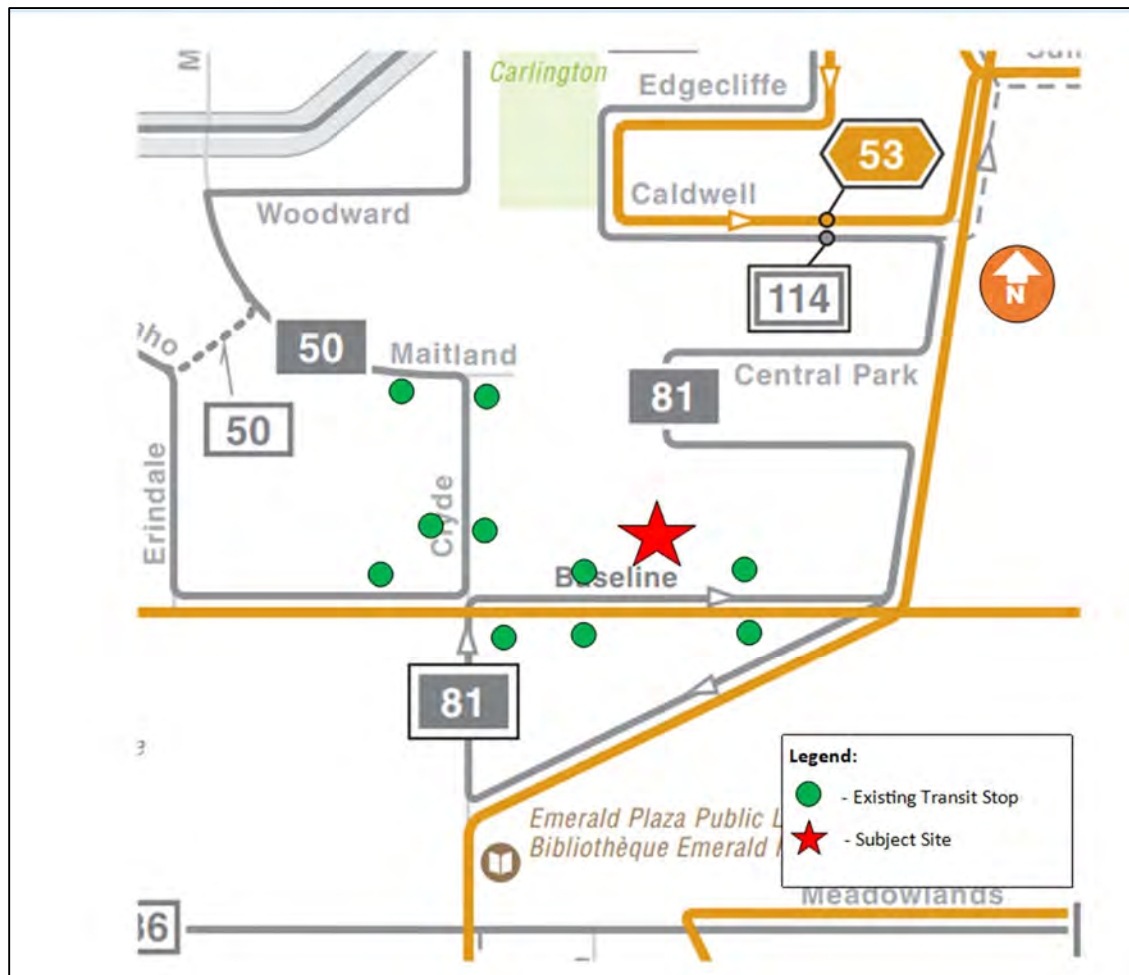 M
Carlington
Edgecliffe
53
Caldwell
Woodward
N
114
50
Maitland
Central Park
81
50
Erindale
Clyde
Baseline
81
Legend:
- Existing Transit Stop
- Subject Site
Emerald Plaza Public L
Bibliothèque Emerald
Meadowlands